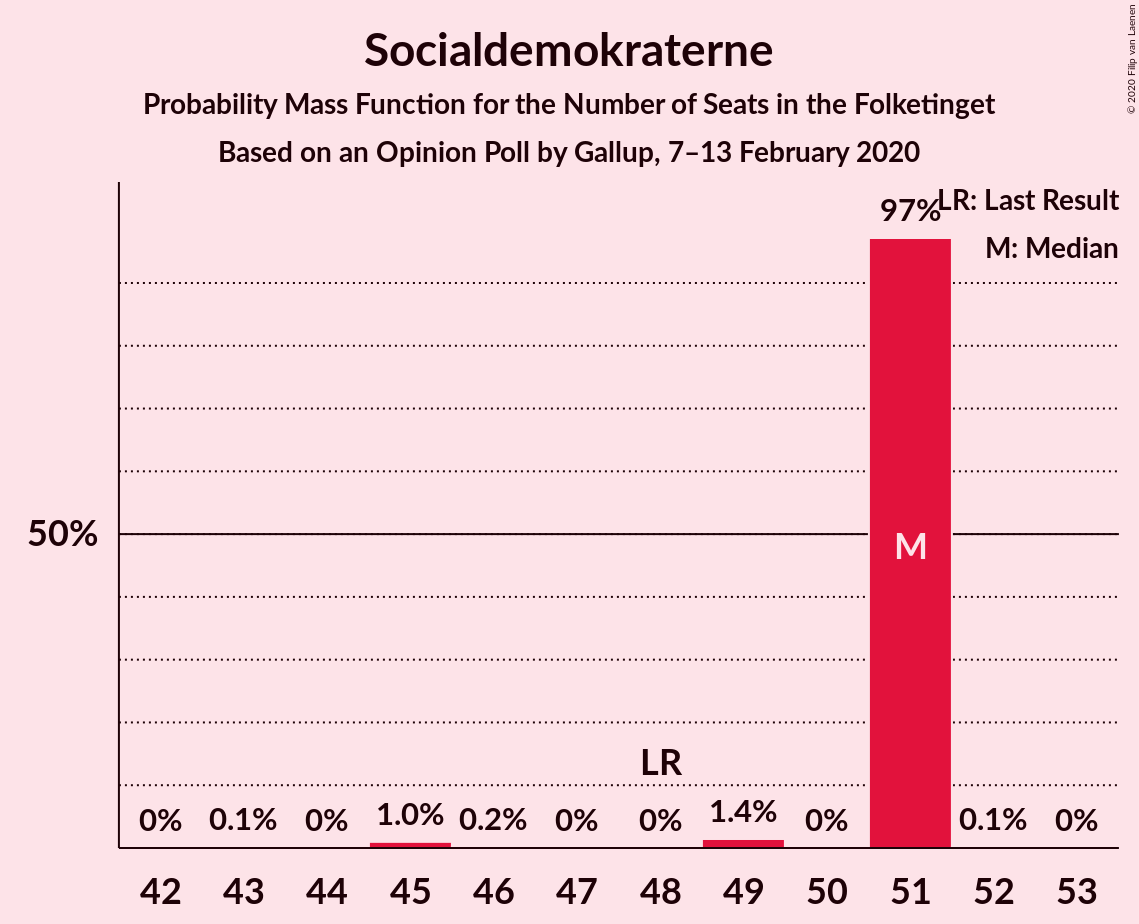 Socialdemokraterne
Probability Mass Function for the Number of Seats in the Folketinget
Based on an Opinion Poll by Gallup, 7–13 February 2020
© 2020 Filip van Laenen
LR: Last Result
M: Median
97%
50%
M
LR
0% 0.1% 0% 1.0% 0.2% 0% 0% 1.4% 0% 0.1% 0%
42 43 44 45 46 47 48 49 50 51 52 53